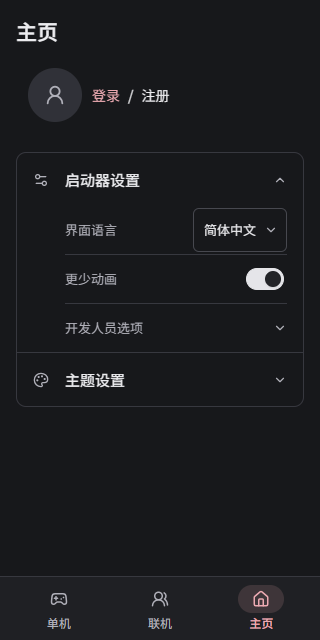 主页
登录 / 注册
启动器设置
界面语言 简体中文
更少动画
开发人员选项
主题设置
单机 联机 主页